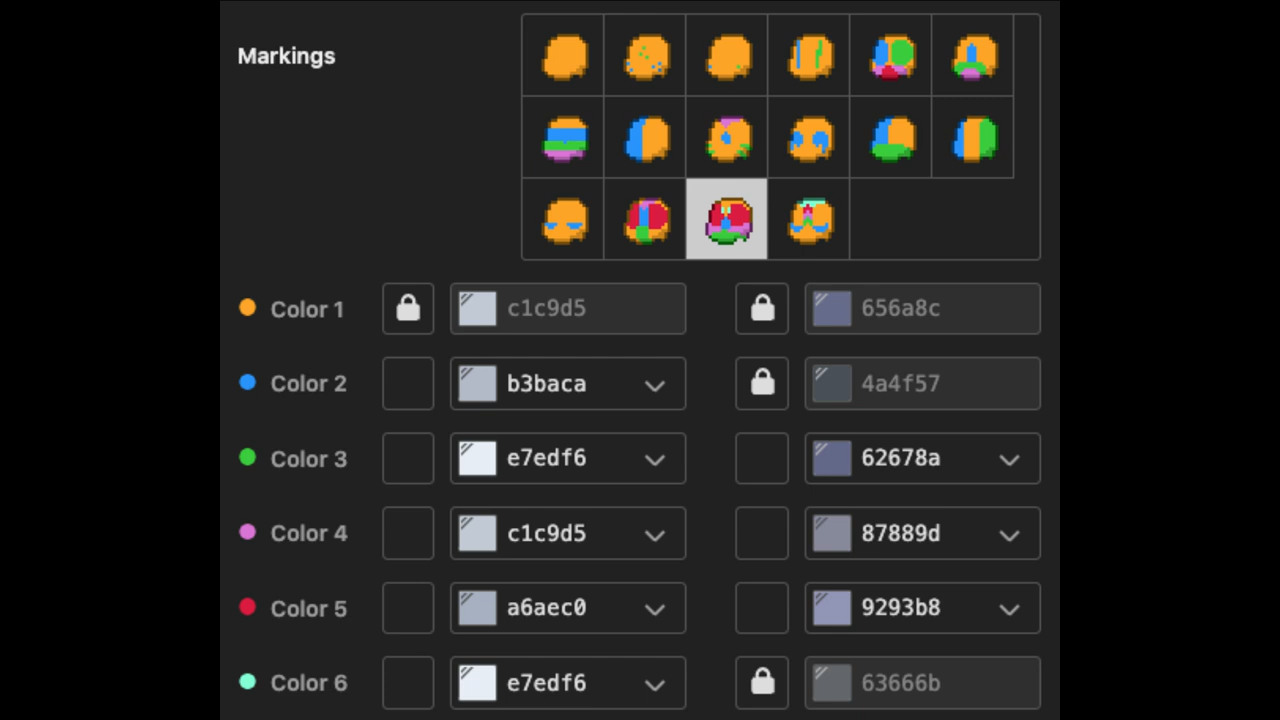 Markings
Color 1 c1c9d5 656a8c
Color 2 b3baca 4a4f57
Color 3 e7edf6 62678a
Color 4 c1c9d5 87889d
Color 5 a6aec0 9293b8
Color 6 e7edf6 63666b